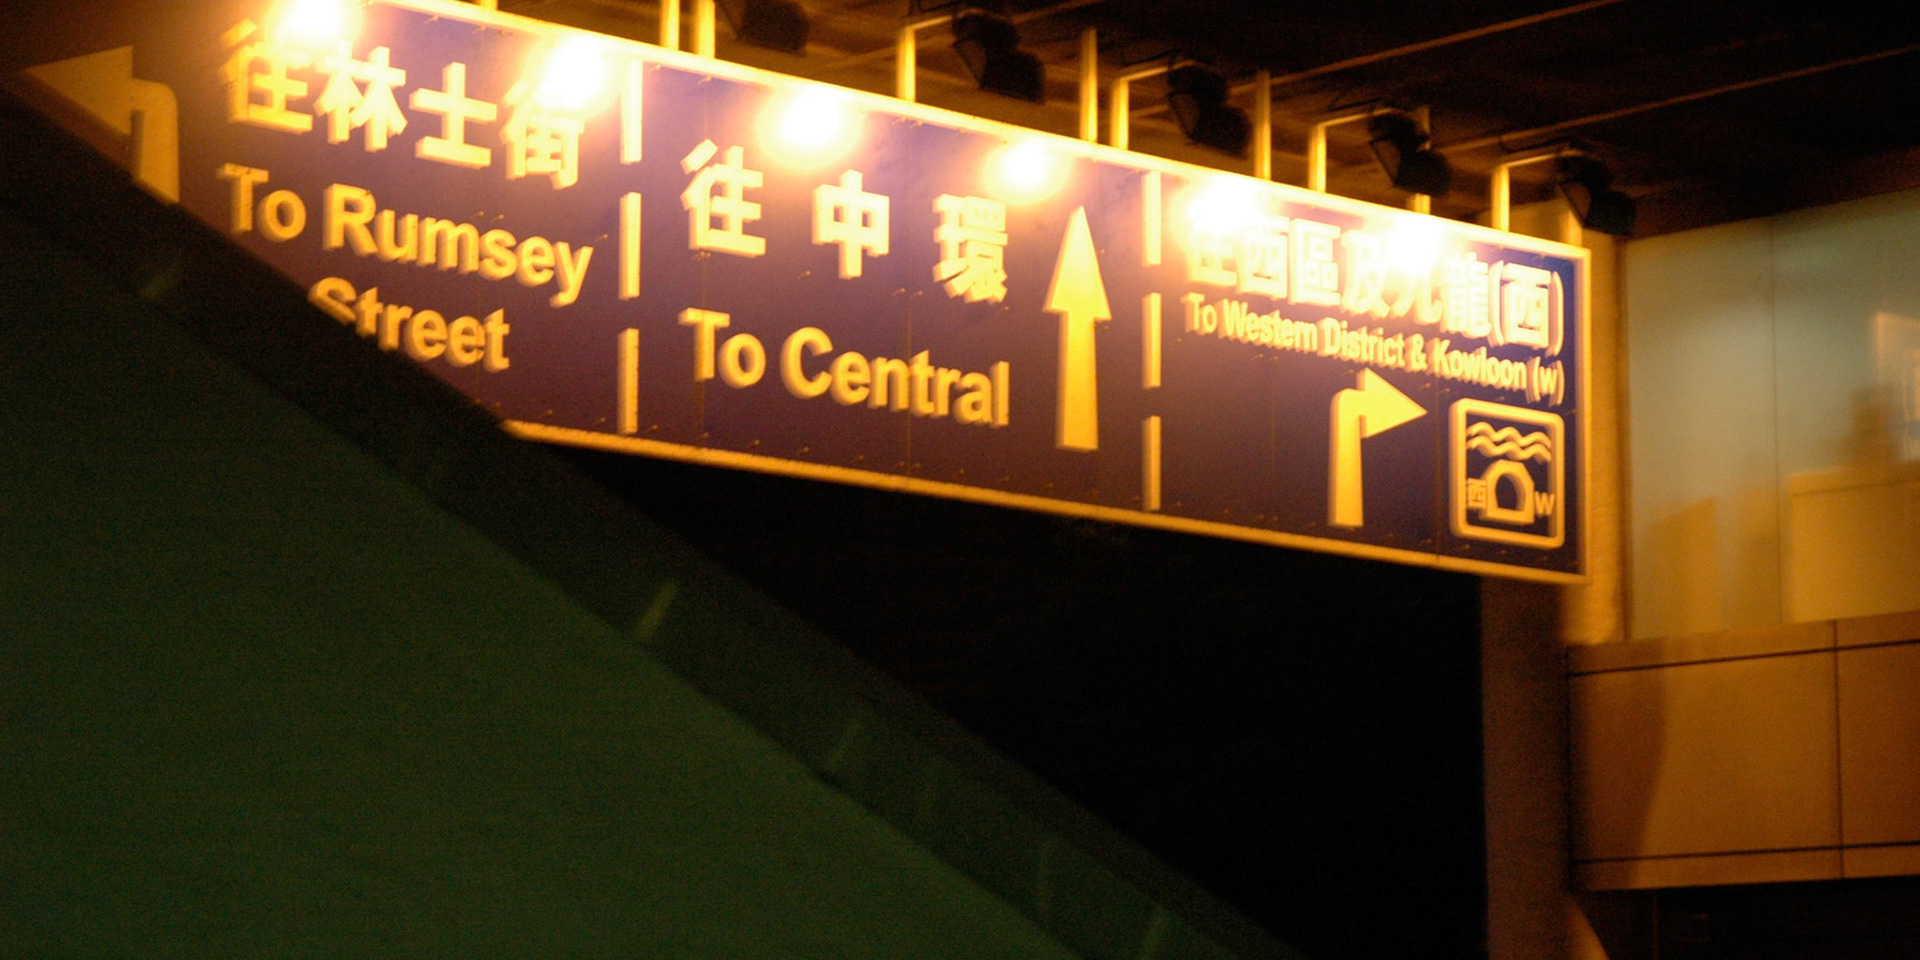 往林士街
To Rumsey
Street
往中環
To Central
往西區及九龍(西)
To Western District & Kowloon (w)
西 W